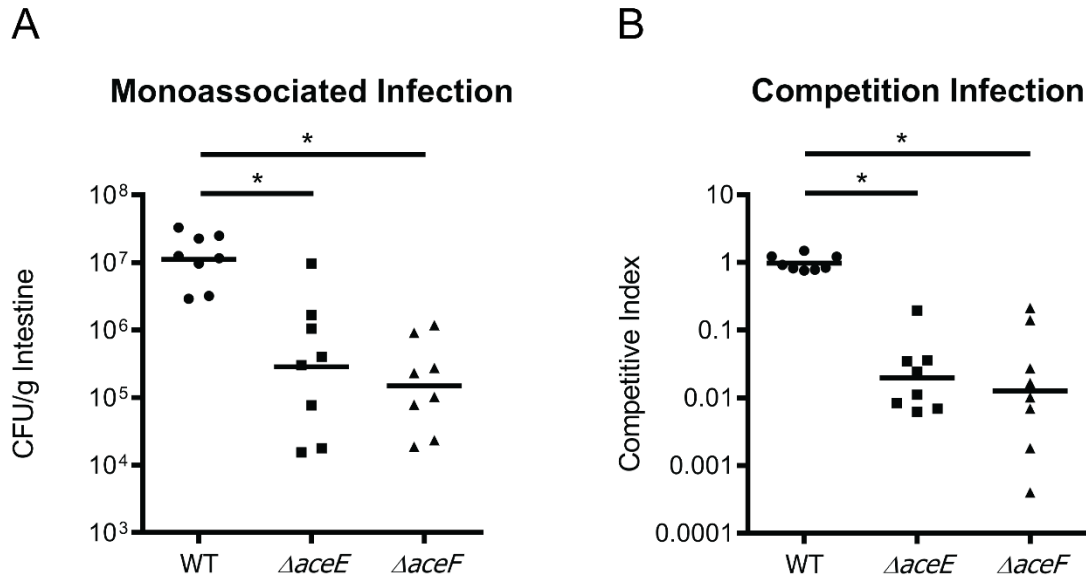 A
Monoassociated Infection
*
*
CFU/g Intestine
10⁸
10⁷
10⁶
10⁵
10⁴
10³
WT
ΔaceE
ΔaceF
B
Competition Infection
*
*
Competitive Index
10
1
0.1
0.01
0.001
0.0001
WT
ΔaceE
ΔaceF